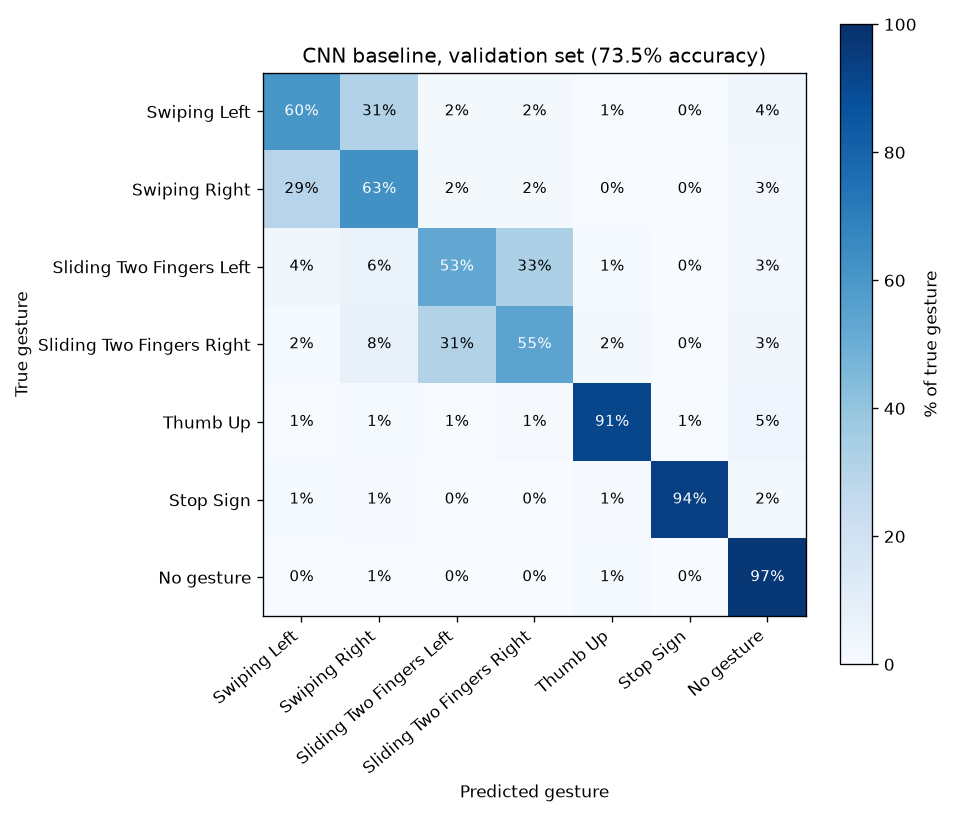 CNN baseline, validation set (73.5% accuracy)
True gesture
Swiping Left 60% 31% 2% 2% 1% 0% 4%
Swiping Right 29% 63% 2% 2% 0% 0% 3%
Sliding Two Fingers Left 4% 6% 53% 33% 1% 0% 3%
Sliding Two Fingers Right 2% 8% 31% 55% 2% 0% 3%
Thumb Up 1% 1% 1% 1% 91% 1% 5%
Stop Sign 1% 1% 0% 0% 1% 94% 2%
No gesture 0% 1% 0% 0% 1% 0% 97%
Swiping Left
Swiping Right
Sliding Two Fingers Left
Sliding Two Fingers Right
Thumb Up
Stop Sign
No gesture
Predicted gesture
100
80
60
40
20
0
% of true gesture